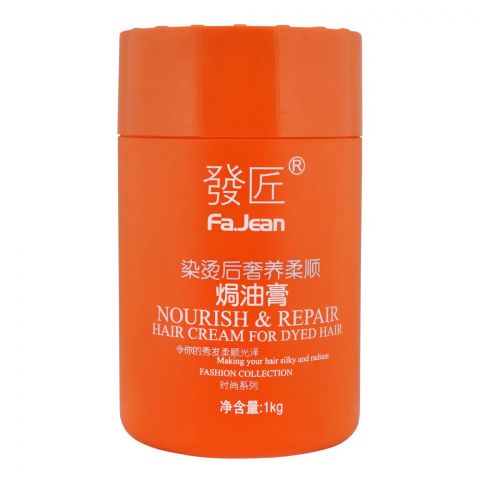 發匠®
Fa.Jean
染烫后奢养柔顺
焗油膏
NOURISH & REPAIR
HAIR CREAM FOR DYED HAIR
令你的秀发柔顺光泽
Making your hair silky and radiant
FASHION COLLECTION
时尚系列
净含量:1kg